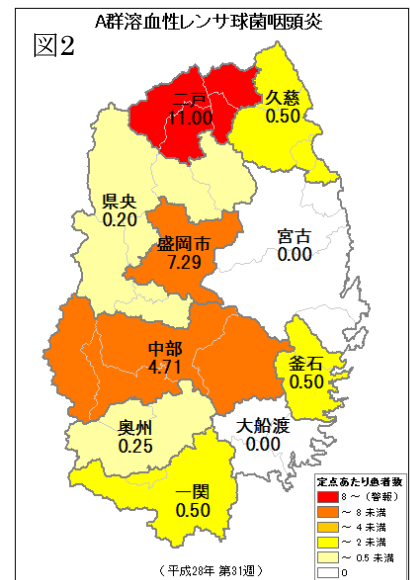 A群溶血性レンサ球菌咽頭炎
図2
二戸
11.00
久慈
0.50
県央
0.20
盛岡市
7.29
宮古
0.00
中部
4.71
釜石
0.50
奥州
0.25
大船渡
0.00
一関
0.50
定点あたり患者数
8～（警報）
～ 8 未満
～ 4 未満
～ 2 未満
～ 0.5 未満
0
（平成28年 第31週）